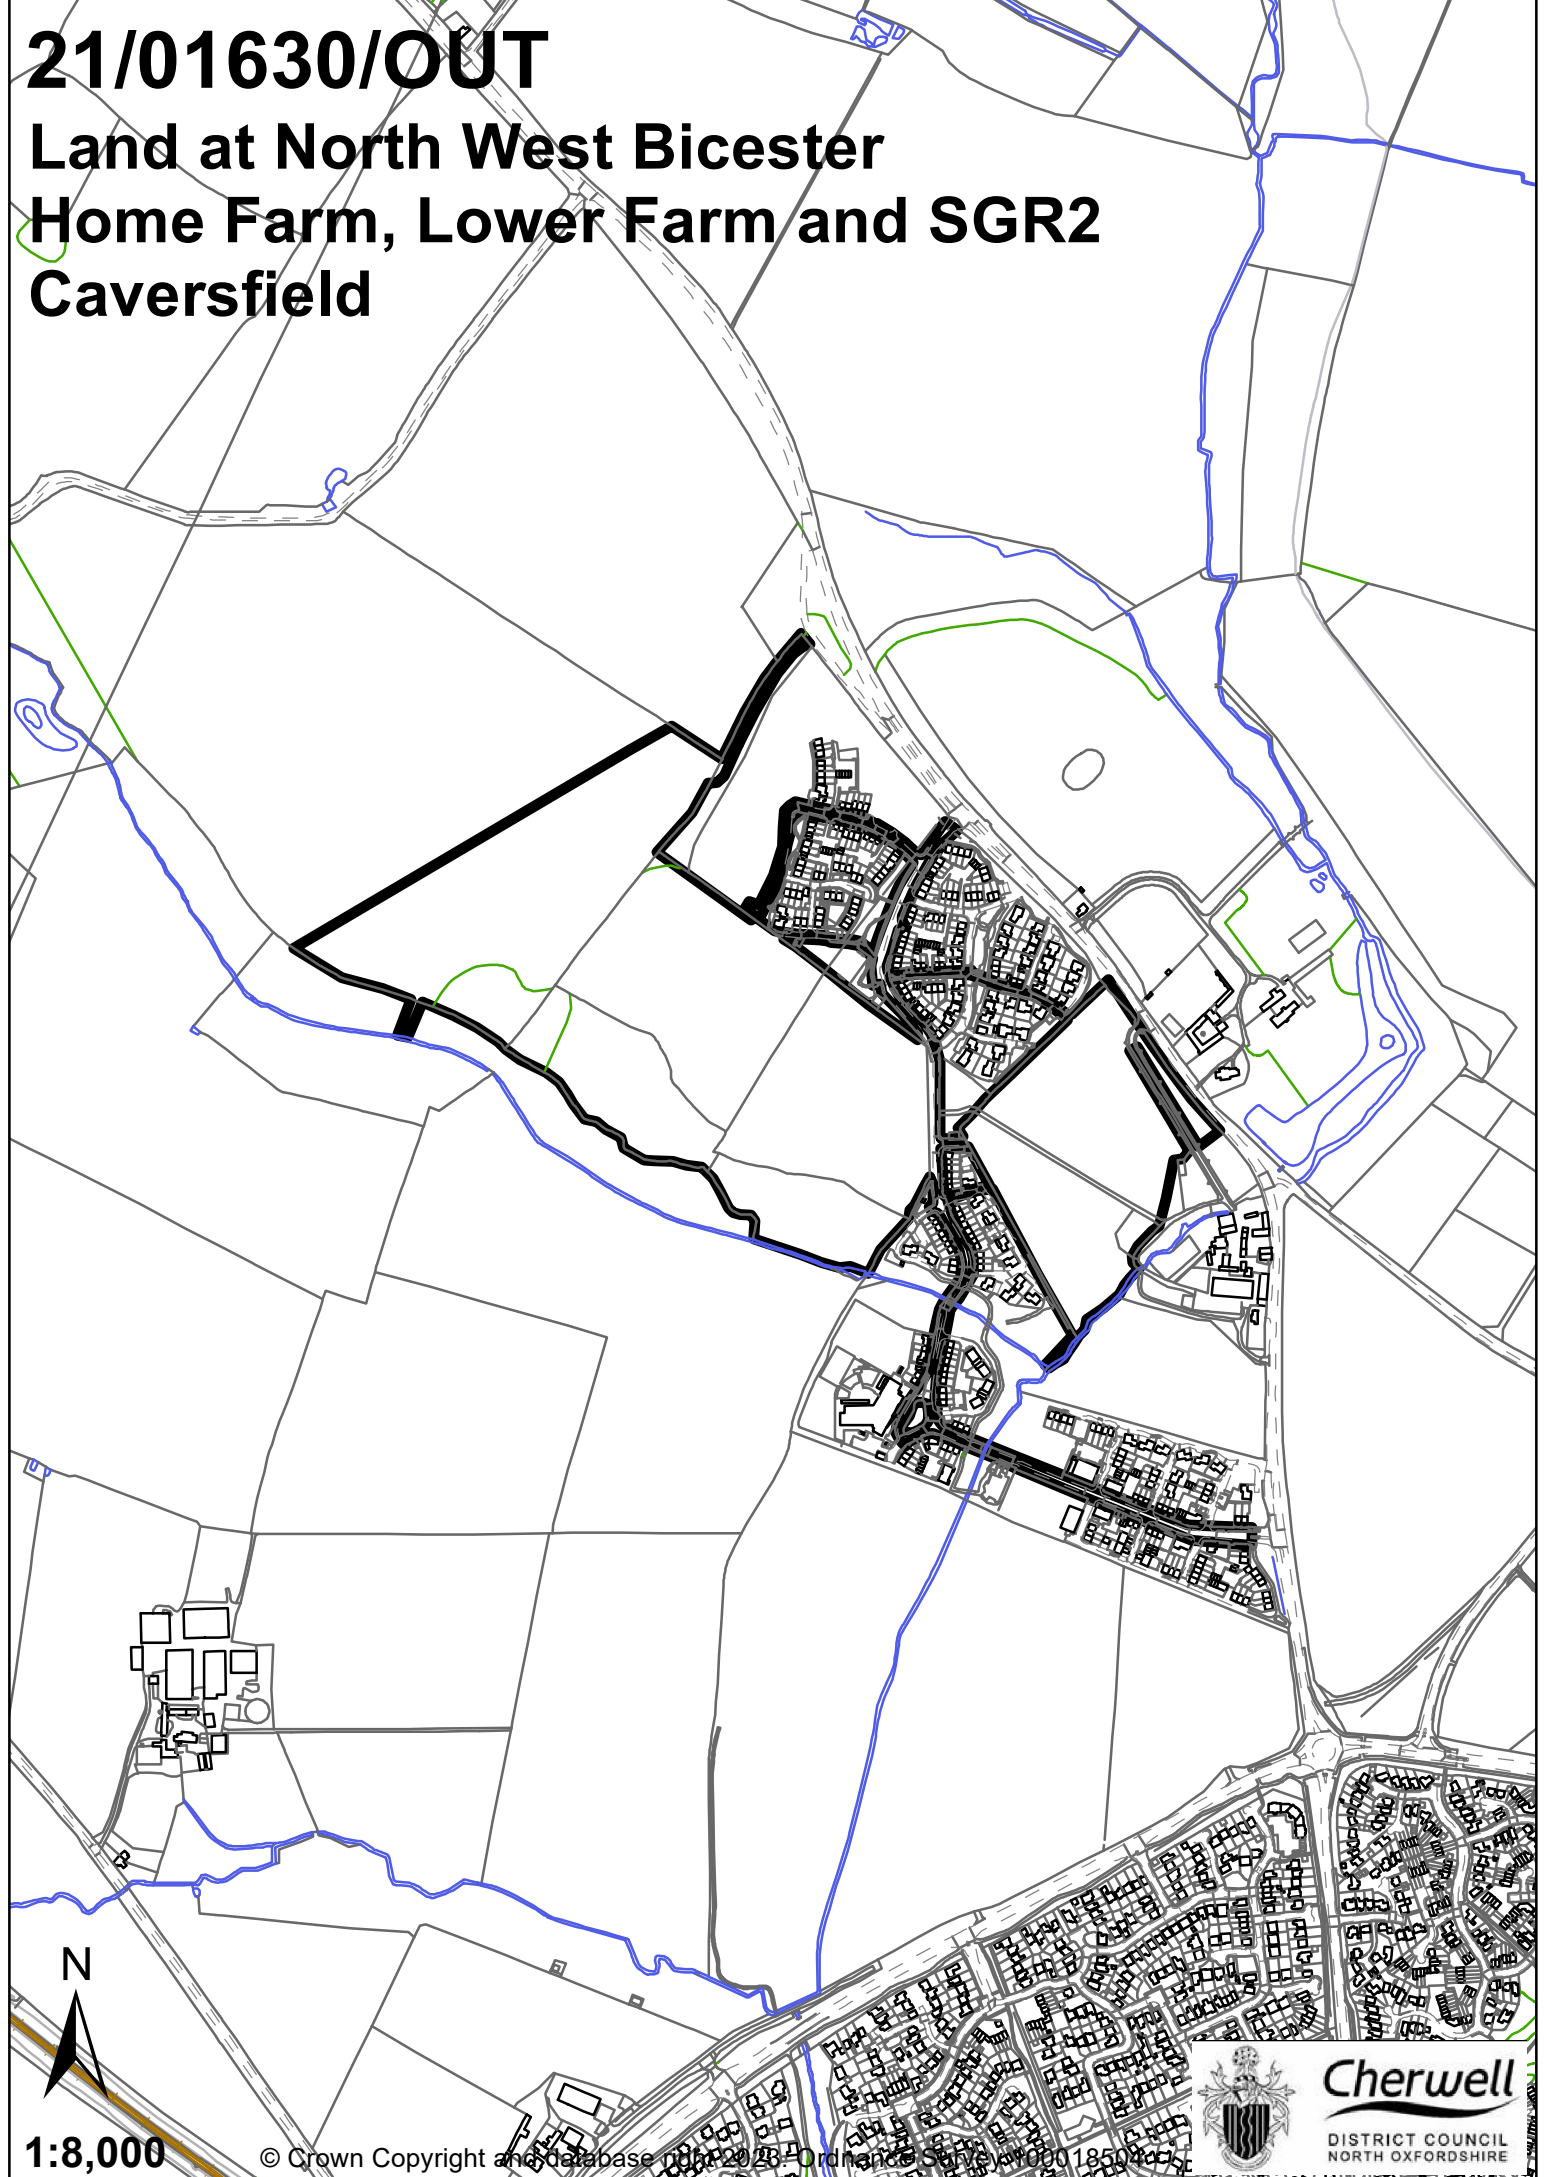 21/01630/OUT
Land at North West Bicester
Home Farm, Lower Farm and SGR2
Caversfield
N
1:8,000
© Crown Copyright and database right 2023. Ordnance Survey 100018504
Cherwell
DISTRICT COUNCIL
NORTH OXFORDSHIRE